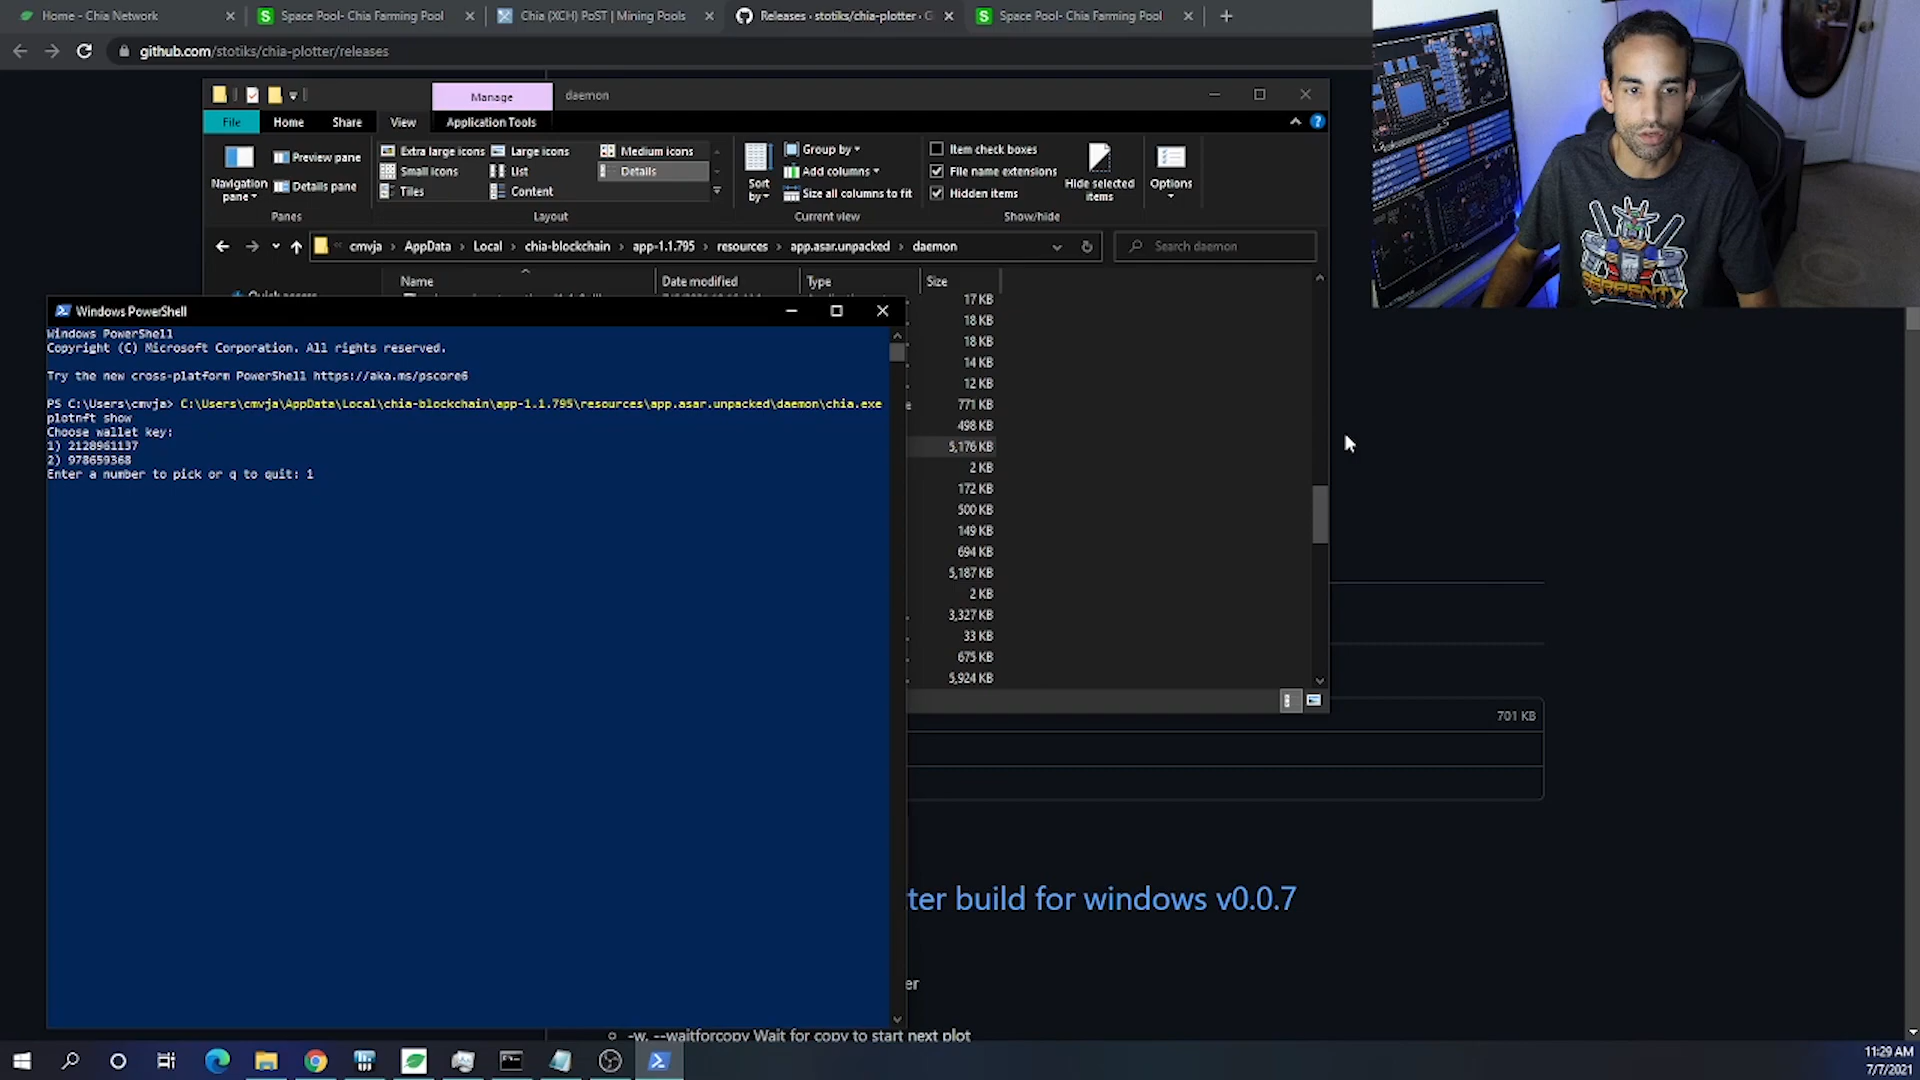 Home - Chia Network
Space Pool- Chia Farming Pool
Chia (XCH) PoST | Mining Pools
Releases · stotiks/chia-plotter ·
Space Pool- Chia Farming Pool
github.com/stotiks/chia-plotter/releases
Manage
daemon
File
Home
Share
View
Application Tools
Navigation pane
Preview pane
Details pane
Panes
Extra large icons
Large icons
Medium icons
Small icons
List
Details
Tiles
Content
Layout
Sort by
Group by
Add columns
Size all columns to fit
Current view
Item check boxes
File name extensions
Hidden items
Hide selected items
Show/hide
Options
cmvja > AppData > Local > chia-blockchain > app-1.1.795 > resources > app.asar.unpacked > daemon
Search daemon
Name
Date modified
Type
Size
17 KB
18 KB
18 KB
14 KB
12 KB
771 KB
498 KB
5,176 KB
2 KB
172 KB
500 KB
149 KB
694 KB
5,187 KB
2 KB
3,327 KB
33 KB
675 KB
5,924 KB
Windows PowerShell
Windows PowerShell
Copyright (C) Microsoft Corporation. All rights reserved.
Try the new cross-platform PowerShell https://aka.ms/pscore6
PS C:\Users\cmvja> C:\Users\cmvja\AppData\Local\chia-blockchain\app-1.1.795\resources\app.asar.unpacked\daemon\chia.exe
plotnft show
Choose wallet key:
1) 2128961137
2) 978659368
Enter a number to pick or q to quit: 1
701 KB
ter build for windows v0.0.7
er
-w, --waitforcopy Wait for copy to start next plot
SERPENTY
11:29 AM
7/7/2021